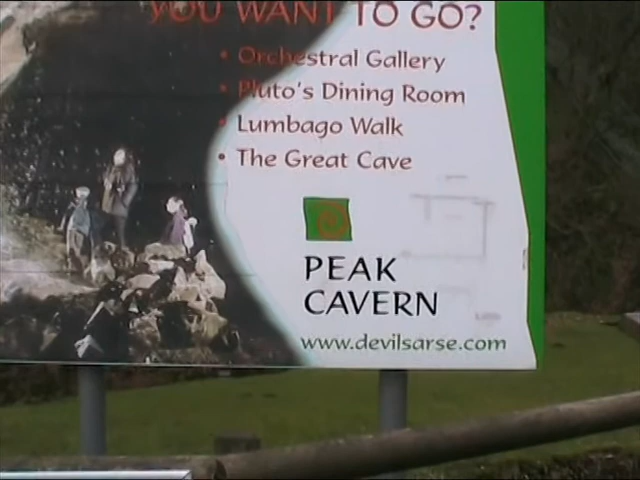 YOU WANT TO GO?
• Orchestral Gallery
• Pluto's Dining Room
• Lumbago Walk
• The Great Cave
PEAK
CAVERN
www.devilsarse.com